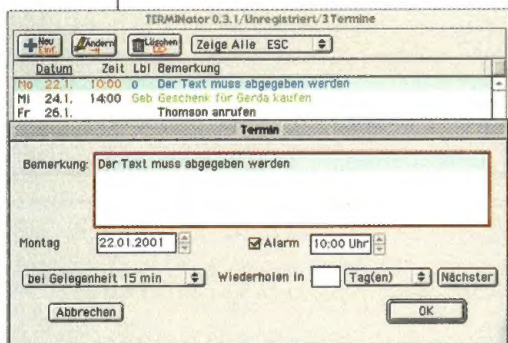 TERMINator 0.3.1/Unregistriert/3 Termine
Neu Einf. Ändern Löschen Zeige Alle ESC
Datum Zeit Lbl Bemerkung
Mo 22.1. 10:00 o Der Text muss abgegeben werden
Mi 24.1. 14:00 Geb Geschenk für Gerda kaufen
Fr 26.1. Thomson anrufen
Termin
Bemerkung: Der Text muss abgegeben werden
Montag 22.01.2001 Alarm 10:00 Uhr
bei Gelegenheit 15 min Wiederholen in Tag(en) Nächster
Abbrechen OK